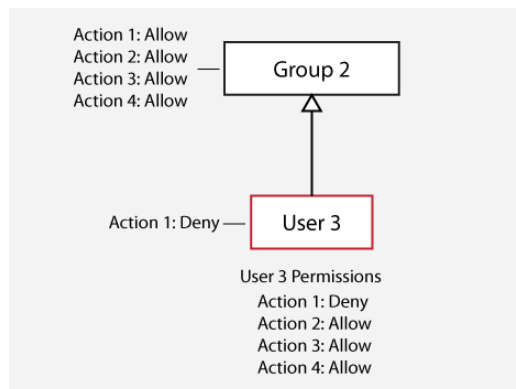 Action 1: Allow
Action 2: Allow
Action 3: Allow
Action 4: Allow
Group 2
Action 1: Deny
User 3
User 3 Permissions
Action 1: Deny
Action 2: Allow
Action 3: Allow
Action 4: Allow